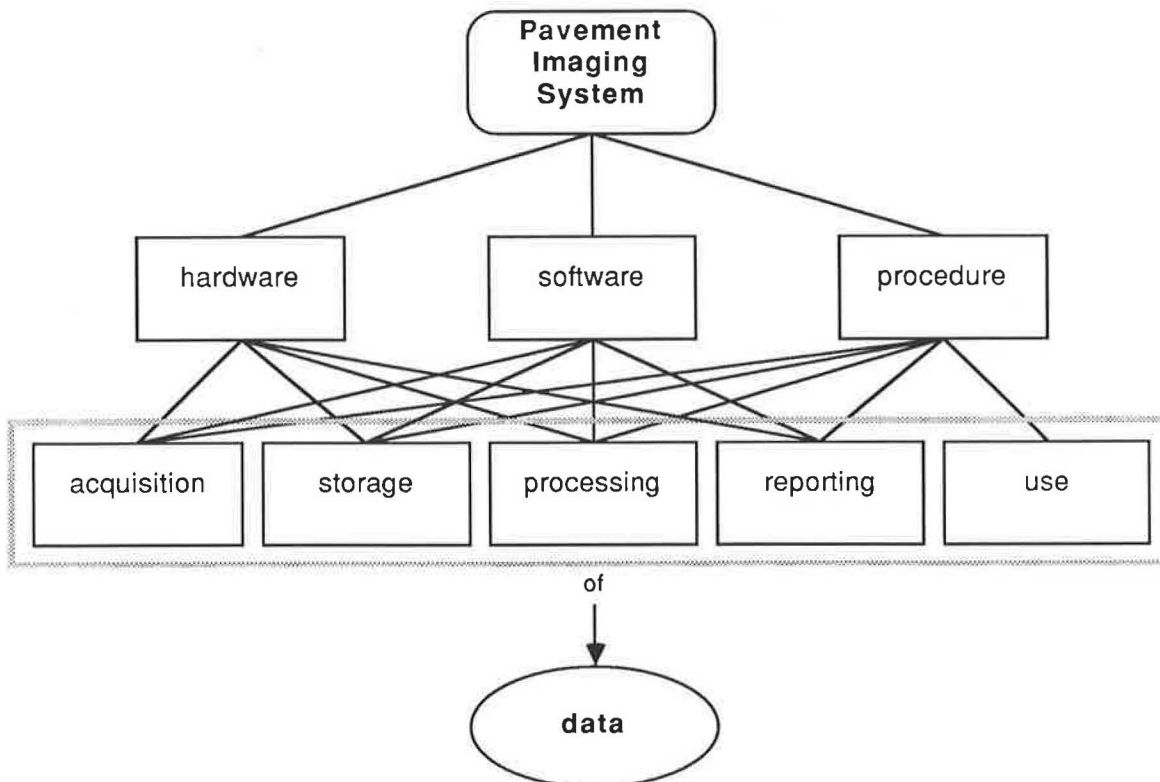 Pavement
Imaging
System
hardware
software
procedure
acquisition
storage
processing
reporting
use
of
data